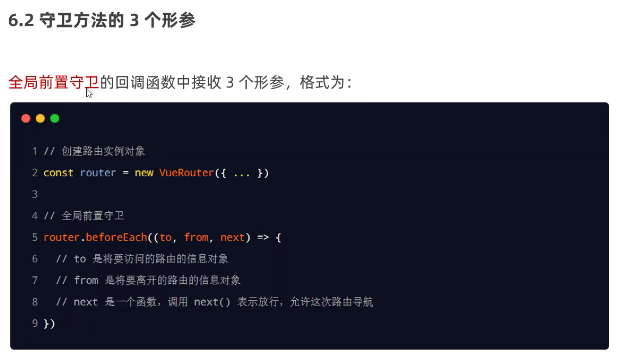 6.2 守卫方法的 3 个形参
全局前置守卫的回调函数中接收 3 个形参，格式为：
1 // 创建路由实例对象
2 const router = new VueRouter({ ... })
3
4 // 全局前置守卫
5 router.beforeEach((to, from, next) => {
6   // to 是将要访问的路由的信息对象
7   // from 是将要离开的路由的信息对象
8   // next 是一个函数，调用 next() 表示放行，允许这次路由导航
9 })